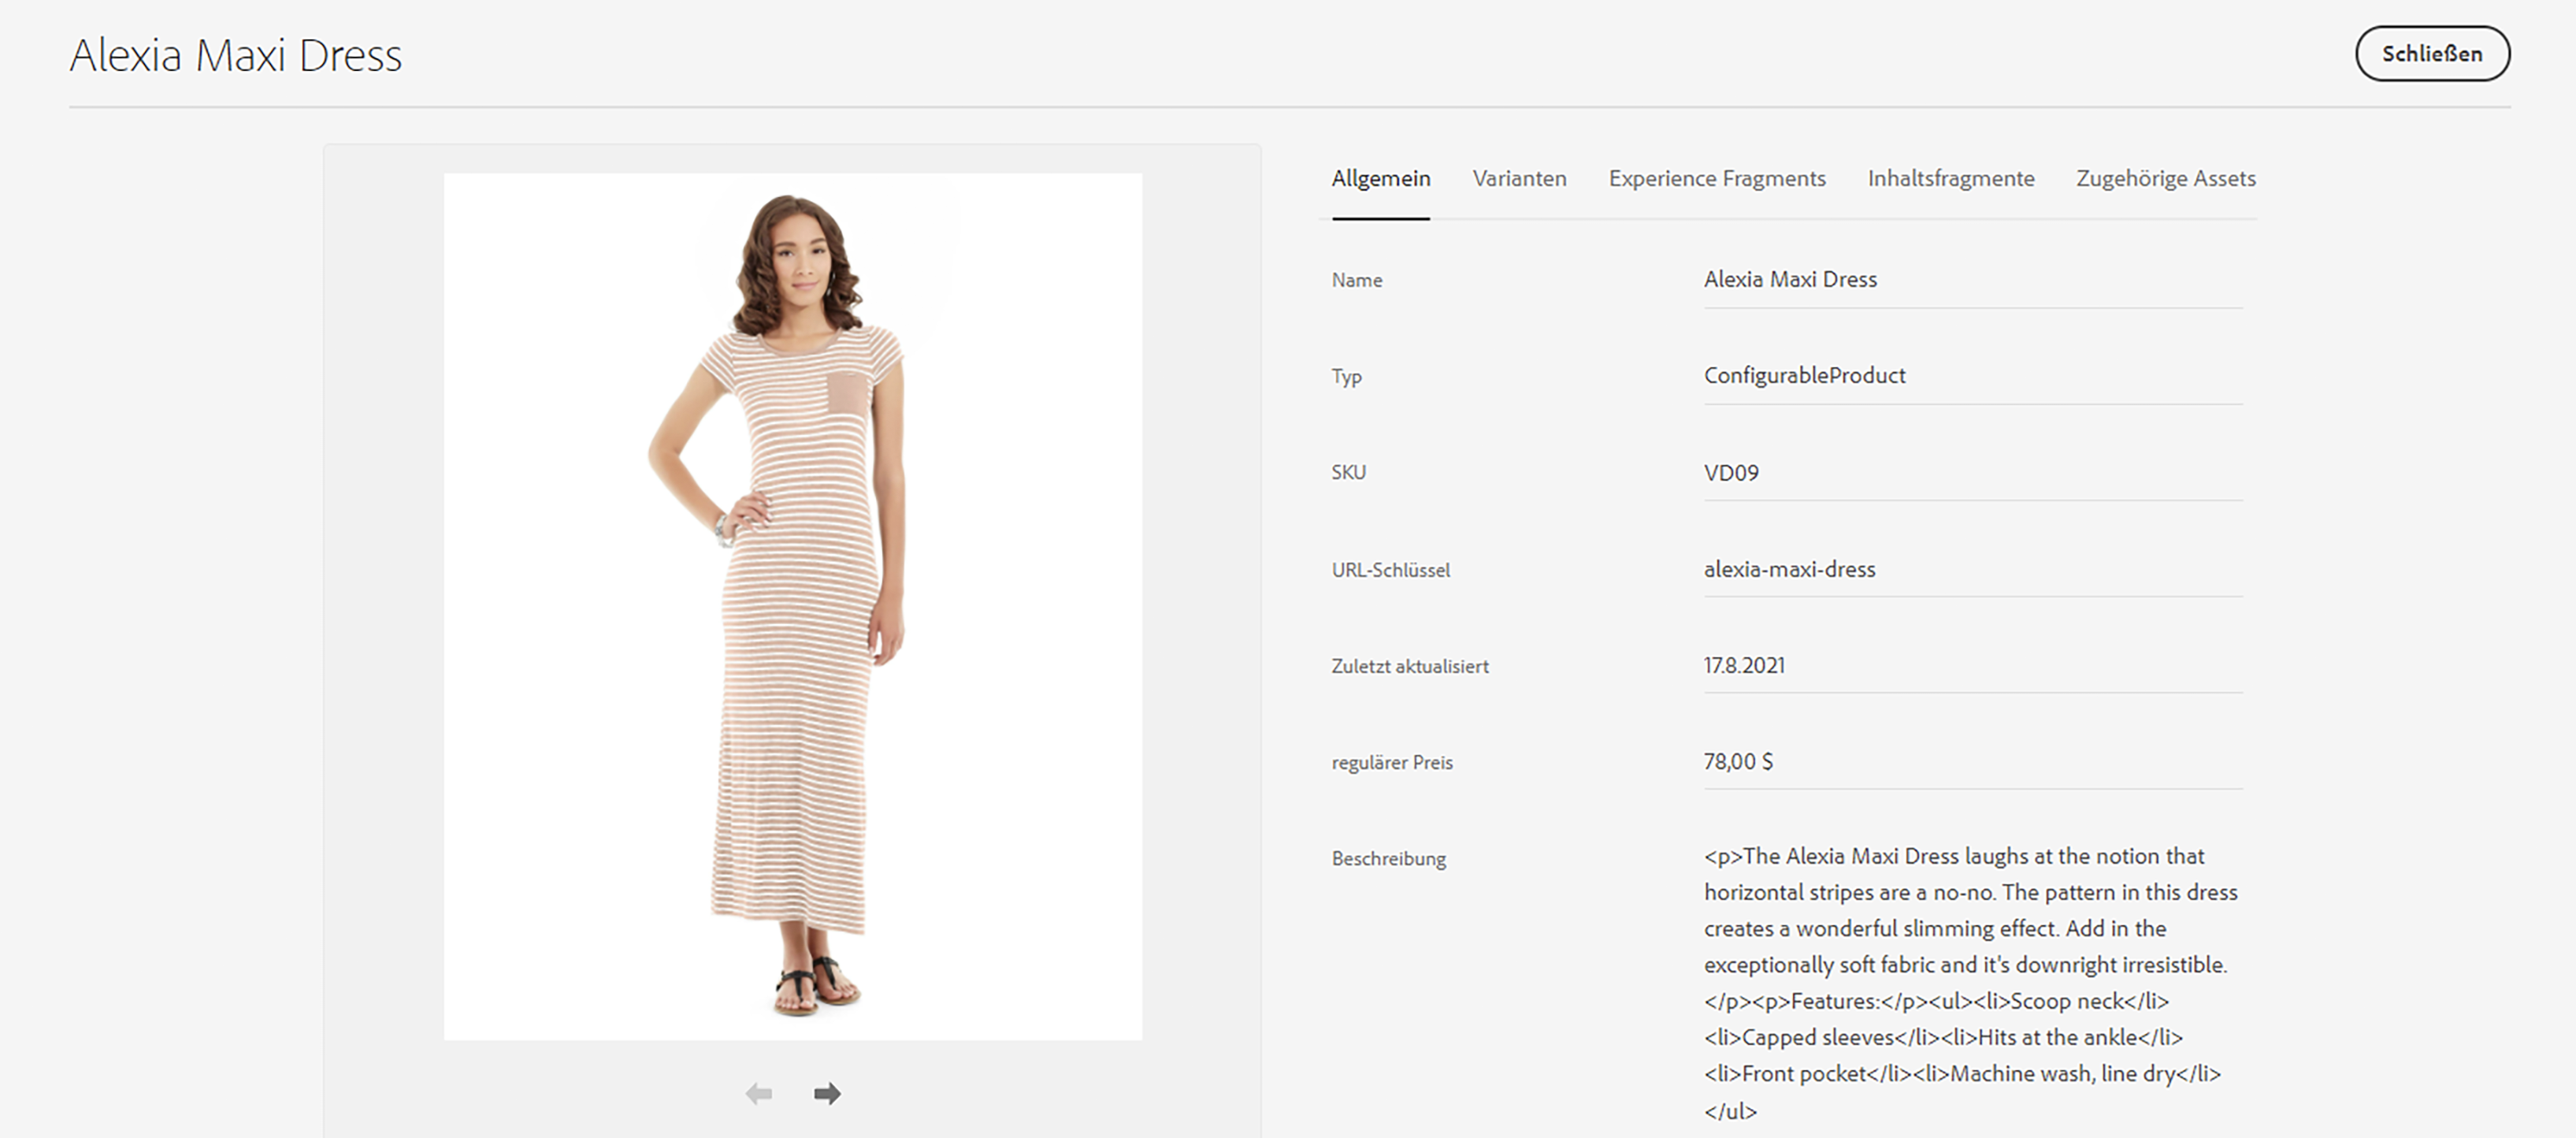 Alexia Maxi Dress
Schließen
Allgemein Varianten Experience Fragments Inhaltsfragmente Zugehörige Assets
Name Alexia Maxi Dress
Typ ConfigurableProduct
SKU VD09
URL-Schlüssel alexia-maxi-dress
Zuletzt aktualisiert 17.8.2021
regulärer Preis 78,00 $
Beschreibung <p>The Alexia Maxi Dress laughs at the notion that
horizontal stripes are a no-no. The pattern in this dress
creates a wonderful slimming effect. Add in the
exceptionally soft fabric and it's downright irresistible.
</p><p>Features:</p><ul><li>Scoop neck</li>
<li>Capped sleeves</li><li>Hits at the ankle</li>
<li>Front pocket</li><li>Machine wash, line dry</li>
</ul>